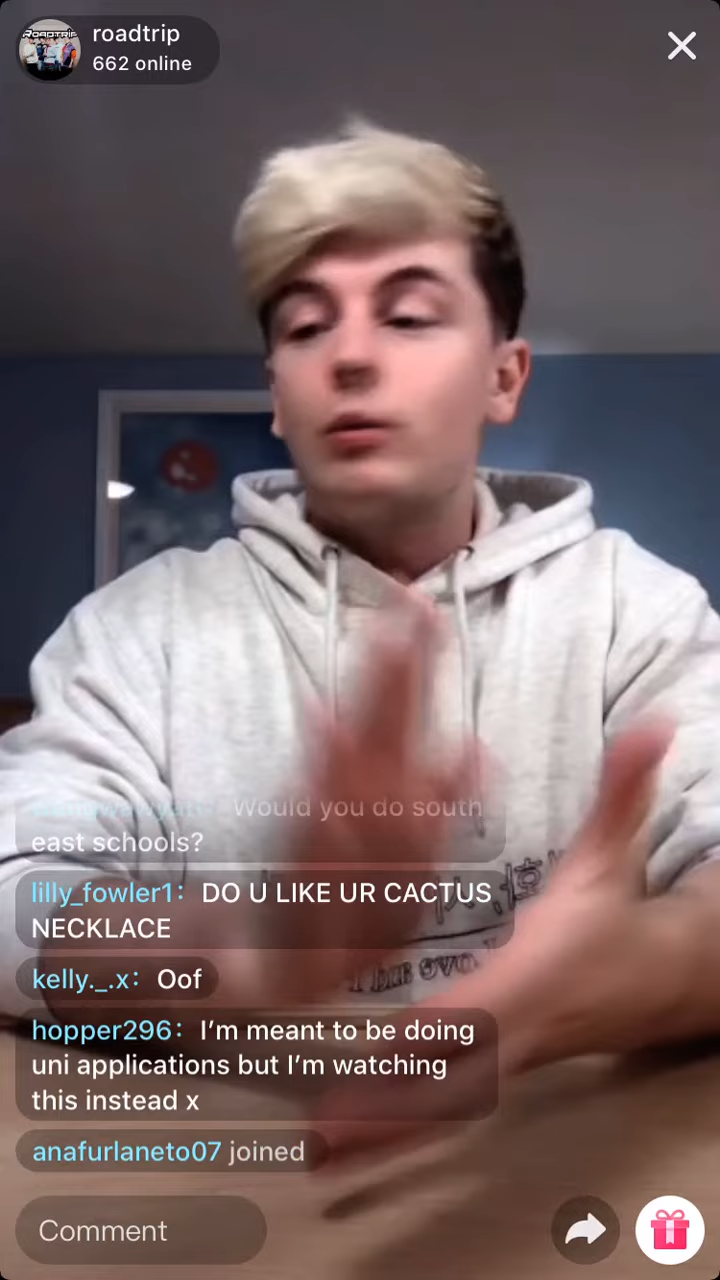 ROADTRIP
roadtrip
662 online
Would you do south
east schools?
lilly_fowler1: DO U LIKE UR CACTUS
NECKLACE
kelly._.x: Oof
hopper296: I’m meant to be doing
uni applications but I’m watching
this instead x
anafurlaneto07 joined
Comment